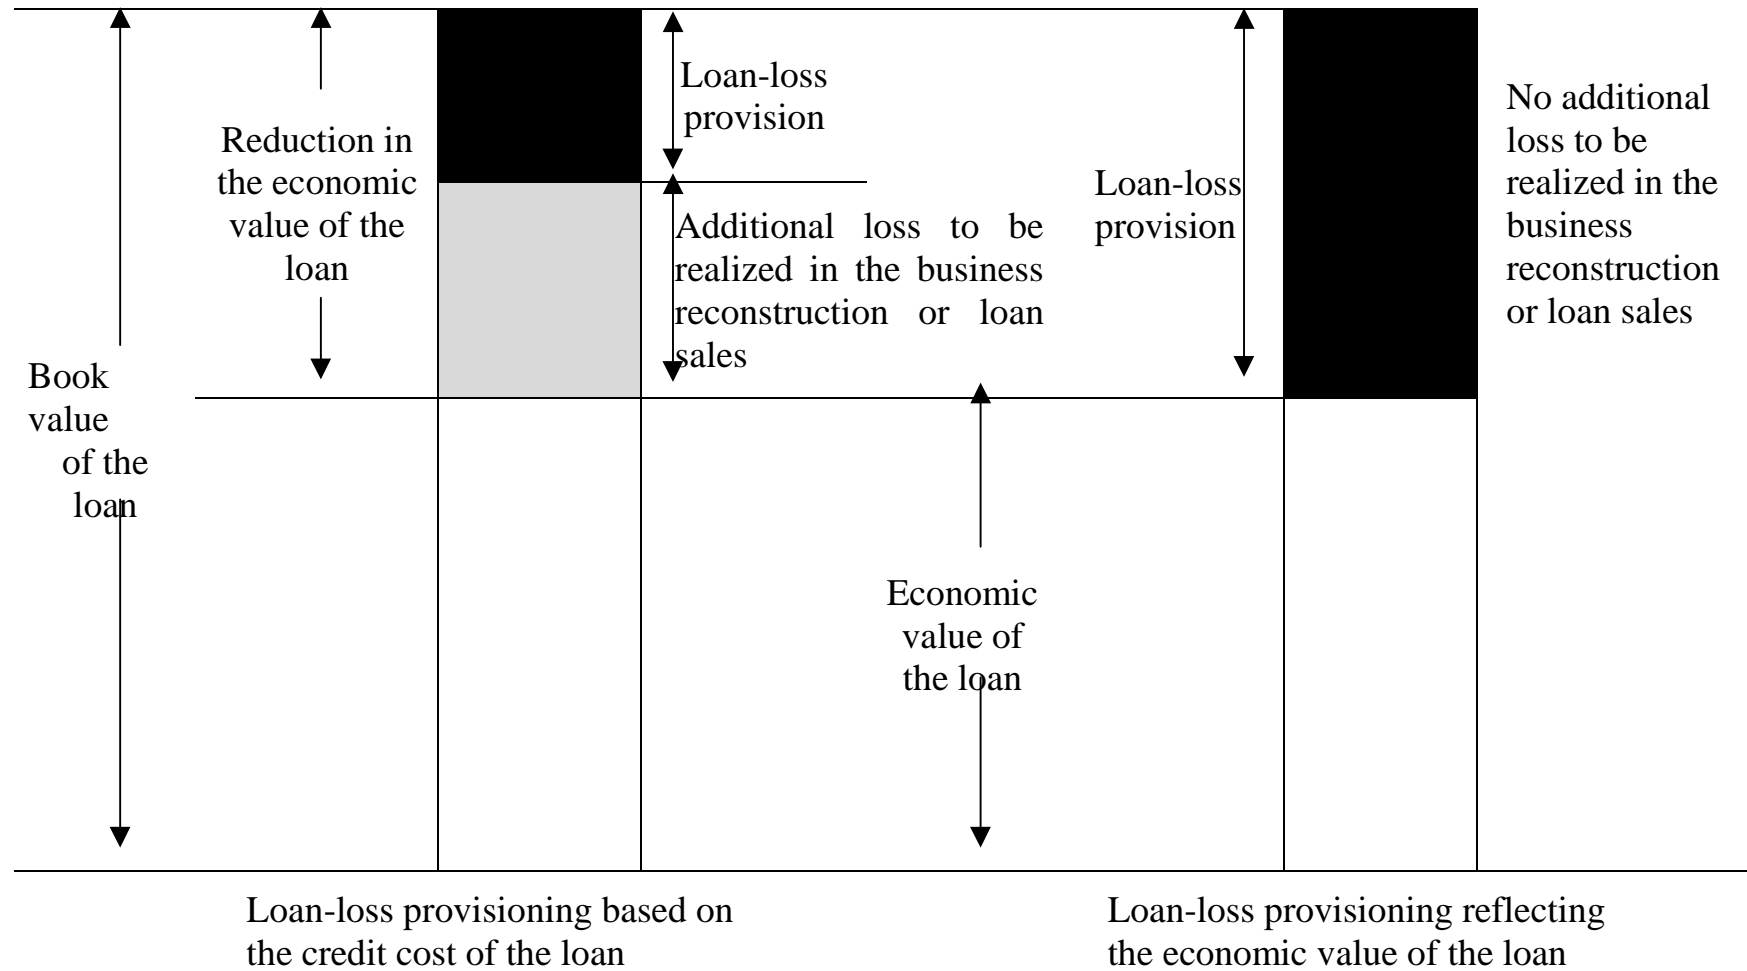 Book
value
of the
loan
Reduction in
the economic
value of the
loan
Loan-loss
provision
Additional loss to be
realized in the business
reconstruction or loan
sales
Economic
value of
the loan
Loan-loss
provision
No additional
loss to be
realized in the
business
reconstruction
or loan sales
Loan-loss provisioning based on
the credit cost of the loan
Loan-loss provisioning reflecting
the economic value of the loan